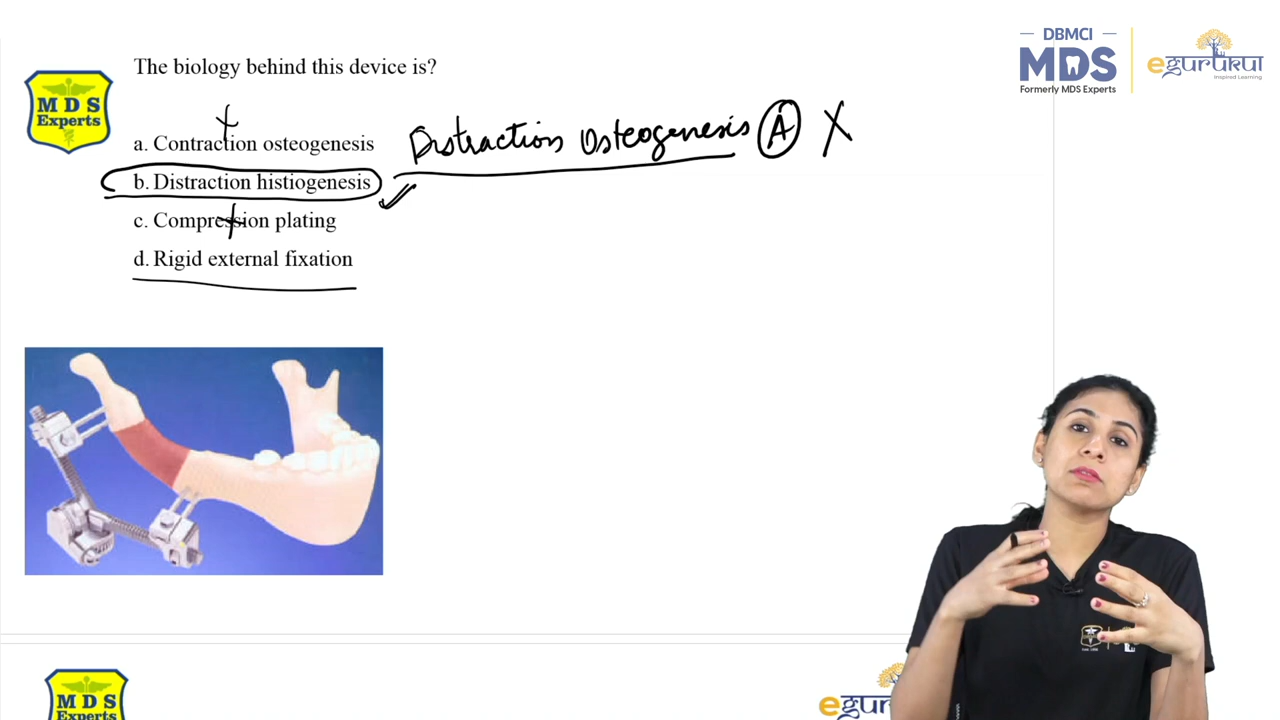 The biology behind this device is?
DBMCI
MDS
Formerly MDS Experts
egurukul
Inspired Learning
MDS
Experts
a. Contraction osteogenesis
Distraction Osteogenesis A X
b. Distraction histiogenesis
c. Compression plating
d. Rigid external fixation
MDS
Experts
egur